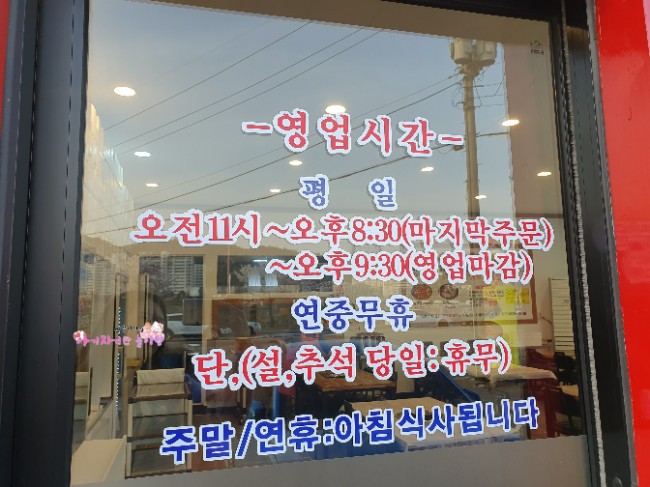 -영업시간-
평 일
오전11시~오후8:30(마지막주문)
~오후9:30(영업마감)
연중무휴
단,(설,추석 당일:휴무)
주말/연휴:아침식사됩니다